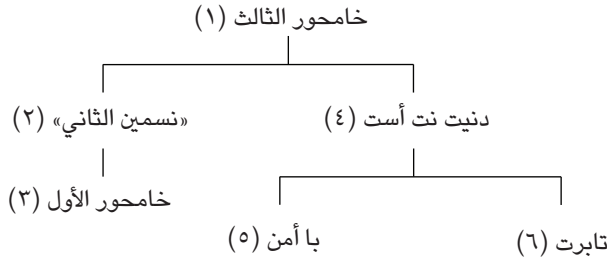 خامحور الثالث (١)
دنيت نت أست (٤) «نسمين الثاني» (٢)
خامحور الأول (٣)
تابرت (٦) با أمن (٥)